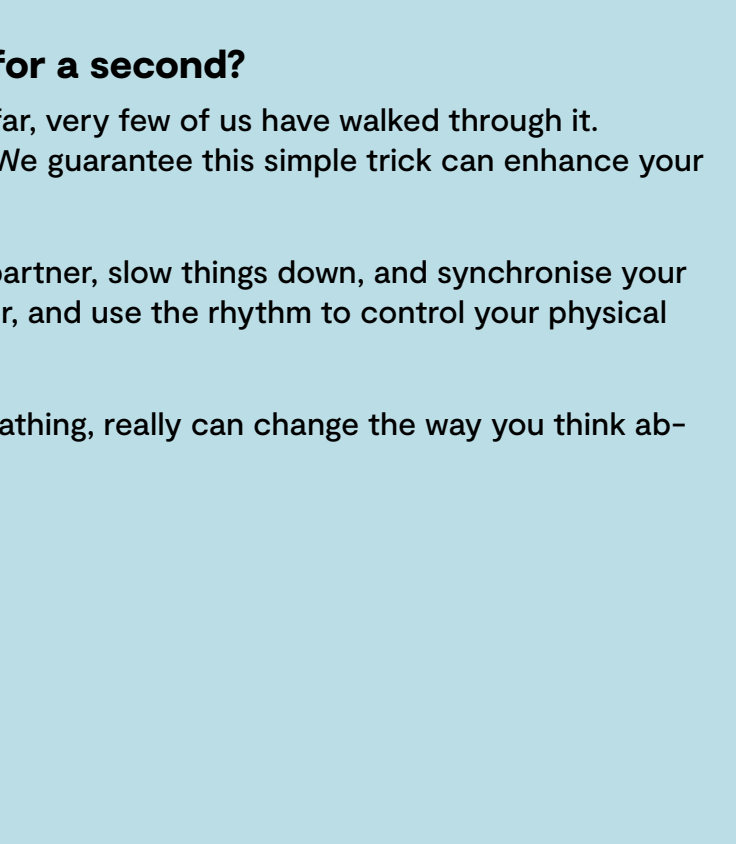 for a second?
far, very few of us have walked through it.
We guarantee this simple trick can enhance your
partner, slow things down, and synchronise your
r, and use the rhythm to control your physical
athing, really can change the way you think ab-